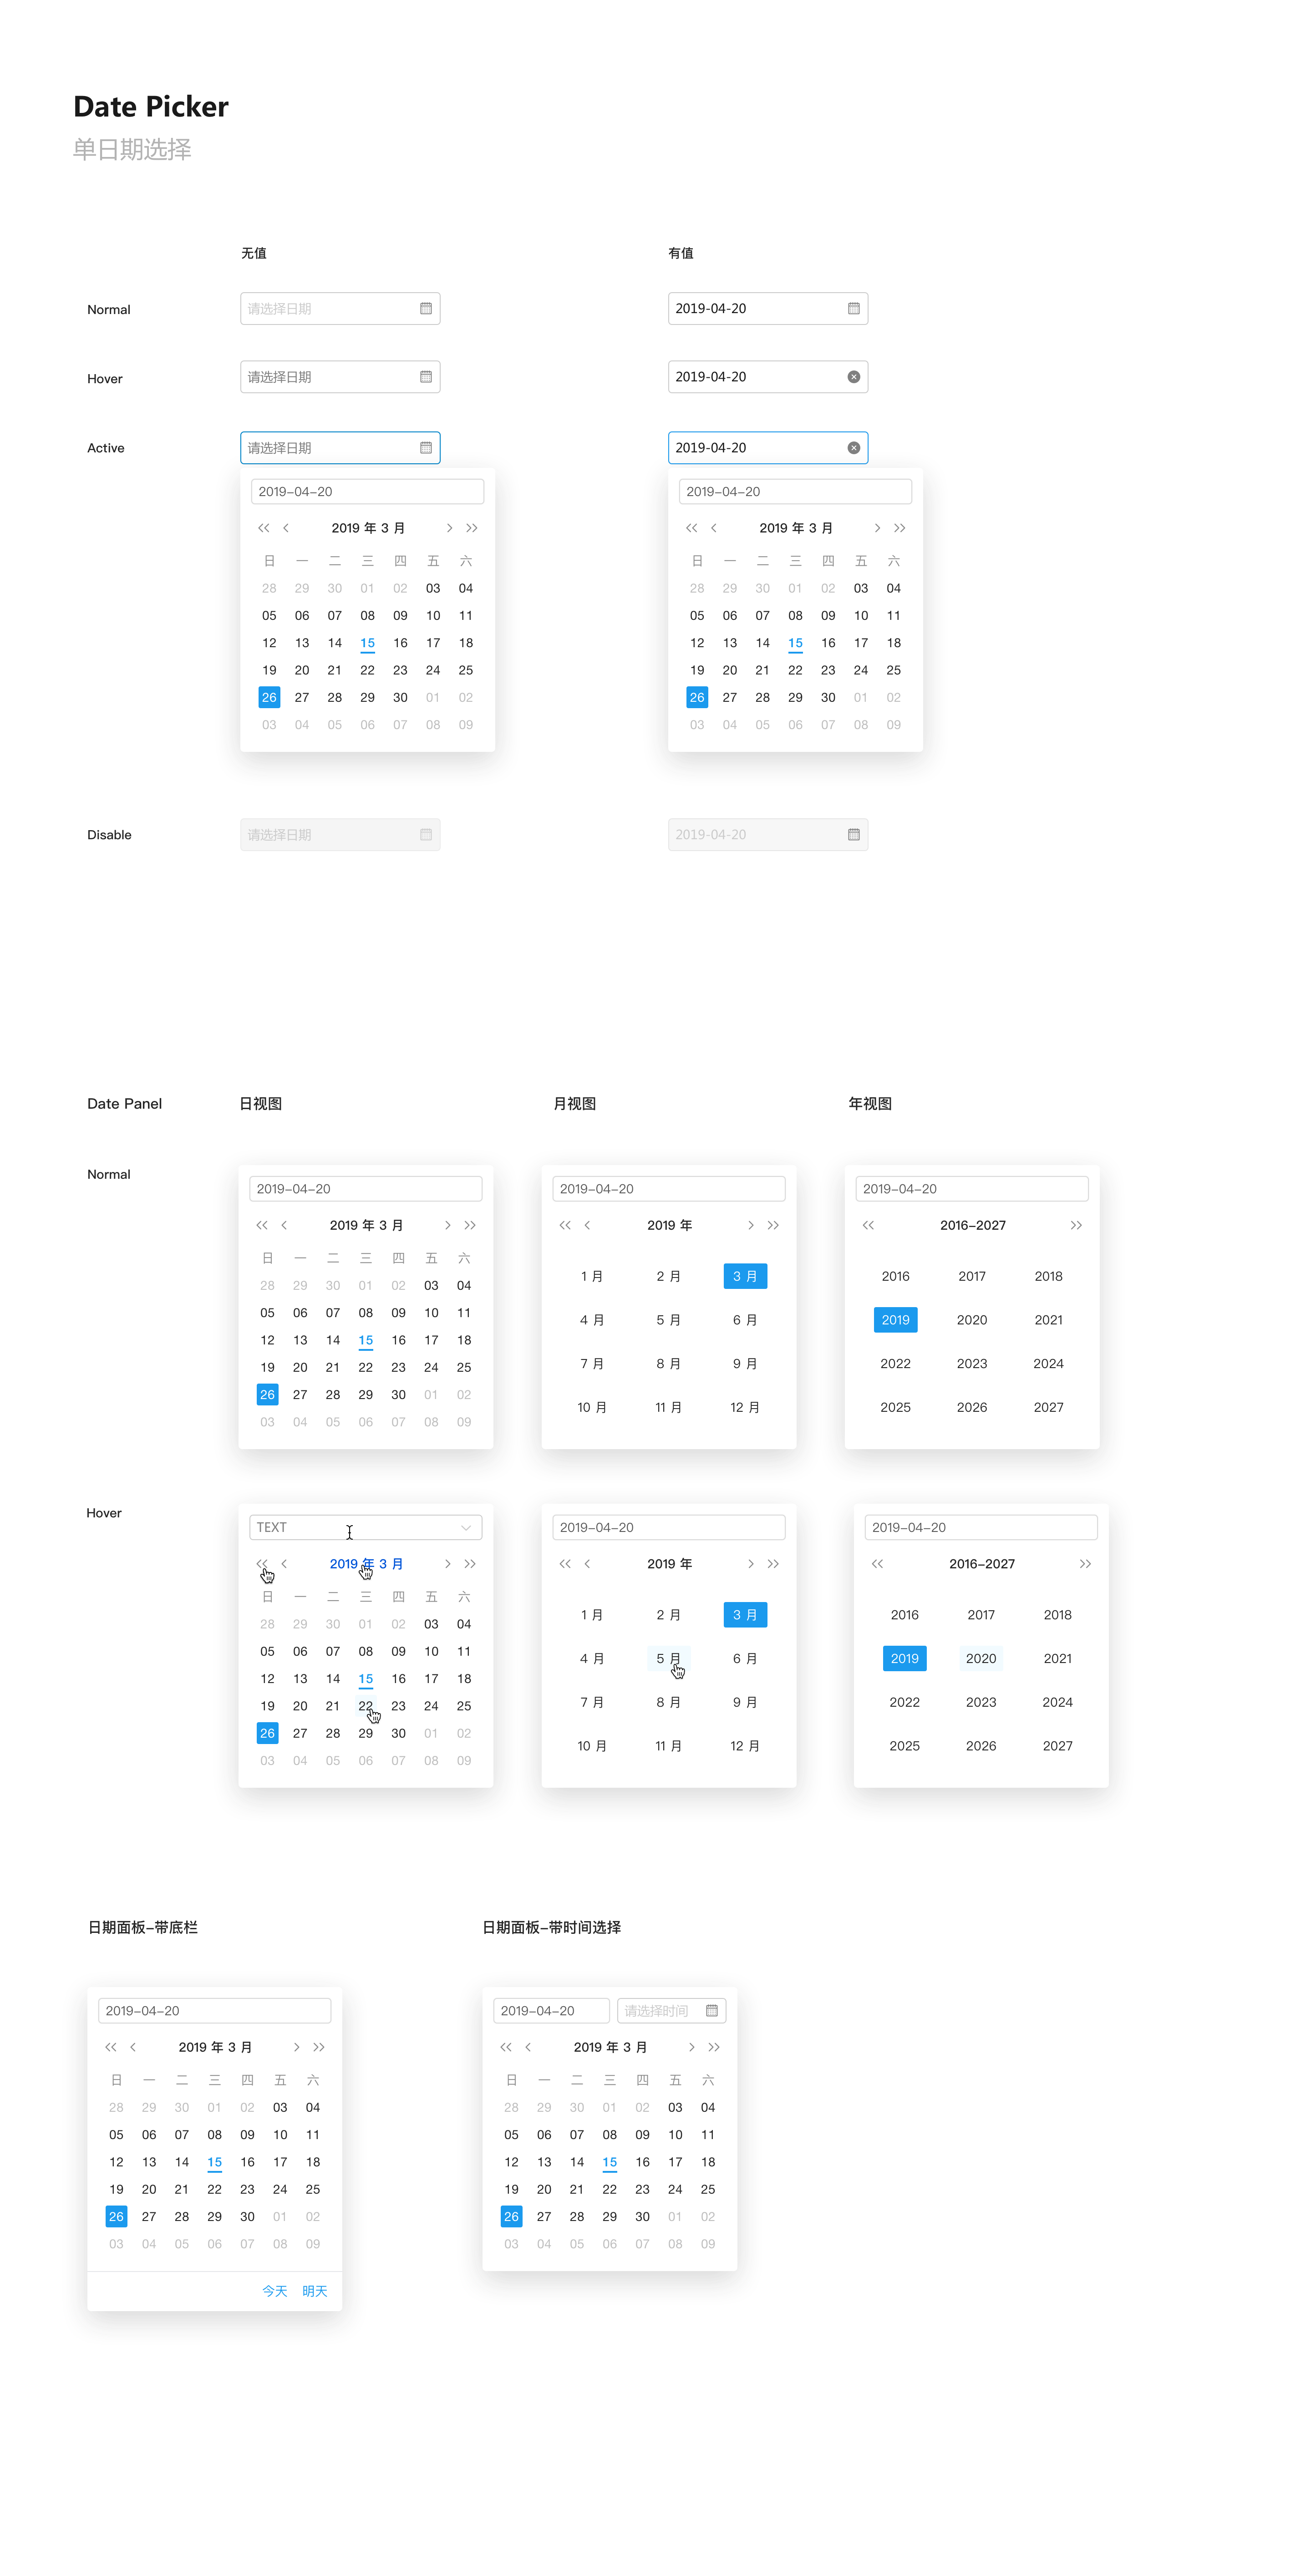 Date Picker
单日期选择
无值 有值
Normal 请选择日期 2019-04-20
Hover 请选择日期 2019-04-20
Active 请选择日期 2019-04-20
2019-04-20 2019-04-20
2019 年 3 月 2019 年 3 月
日 一 二 三 四 五 六 日 一 二 三 四 五 六
28 29 30 01 02 03 04 28 29 30 01 02 03 04
05 06 07 08 09 10 11 05 06 07 08 09 10 11
12 13 14 15 16 17 18 12 13 14 15 16 17 18
19 20 21 22 23 24 25 19 20 21 22 23 24 25
26 27 28 29 30 01 02 26 27 28 29 30 01 02
03 04 05 06 07 08 09 03 04 05 06 07 08 09
Disable 请选择日期 2019-04-20
Date Panel 日视图 月视图 年视图
Normal
2019-04-20 2019-04-20 2019-04-20
2019 年 3 月 2019 年 2016-2027
日 一 二 三 四 五 六
28 29 30 01 02 03 04 1 月 2 月 3 月 2016 2017 2018
05 06 07 08 09 10 11 4 月 5 月 6 月 2019 2020 2021
12 13 14 15 16 17 18
19 20 21 22 23 24 25 7 月 8 月 9 月 2022 2023 2024
26 27 28 29 30 01 02 10 月 11 月 12 月 2025 2026 2027
03 04 05 06 07 08 09
Hover
TEXT 2019-04-20 2019-04-20
2019 年 3 月 2019 年 2016-2027
日 一 二 三 四 五 六
28 29 30 01 02 03 04 1 月 2 月 3 月 2016 2017 2018
05 06 07 08 09 10 11 4 月 5 月 6 月 2019 2020 2021
12 13 14 15 16 17 18
19 20 21 22 23 24 25 7 月 8 月 9 月 2022 2023 2024
26 27 28 29 30 01 02 10 月 11 月 12 月 2025 2026 2027
03 04 05 06 07 08 09
日期面板-带底栏 日期面板-带时间选择
2019-04-20 2019-04-20 请选择时间
2019 年 3 月 2019 年 3 月
日 一 二 三 四 五 六 日 一 二 三 四 五 六
28 29 30 01 02 03 04 28 29 30 01 02 03 04
05 06 07 08 09 10 11 05 06 07 08 09 10 11
12 13 14 15 16 17 18 12 13 14 15 16 17 18
19 20 21 22 23 24 25 19 20 21 22 23 24 25
26 27 28 29 30 01 02 26 27 28 29 30 01 02
03 04 05 06 07 08 09 03 04 05 06 07 08 09
今天 明天